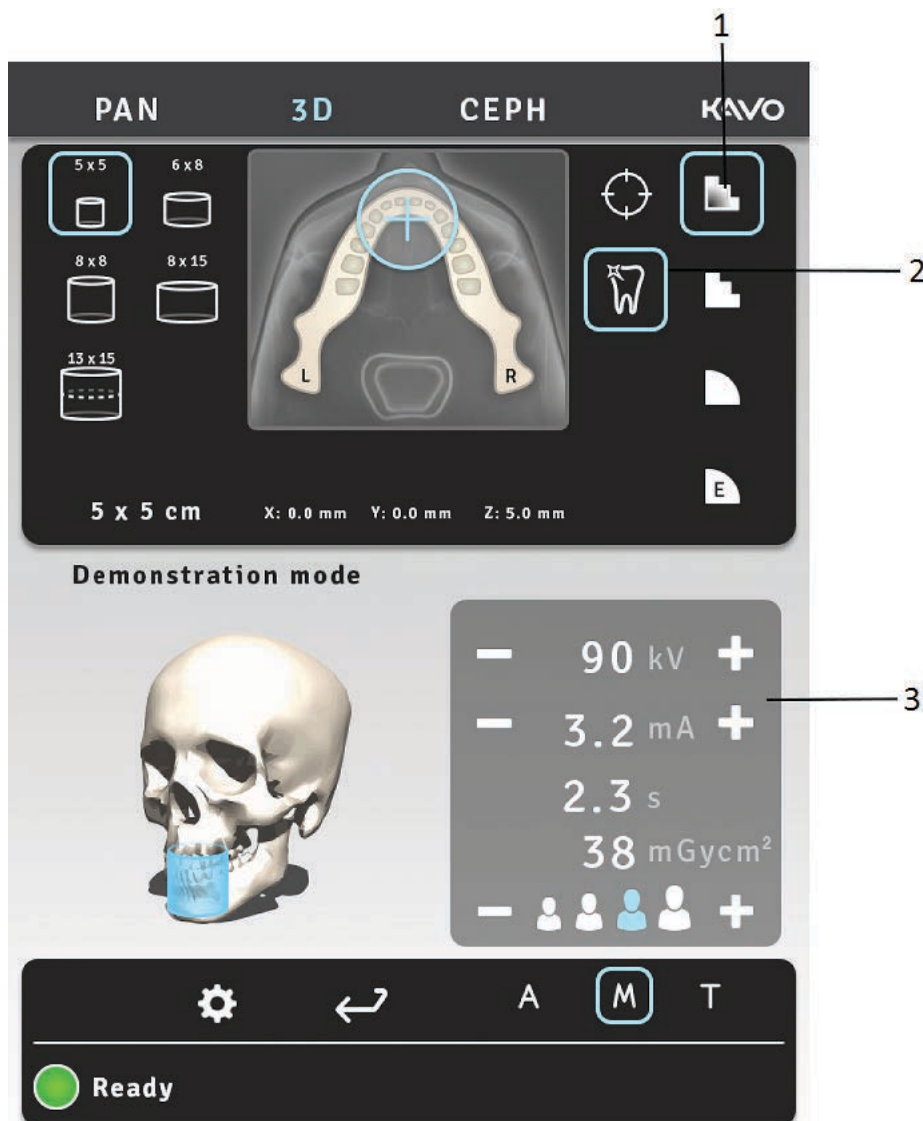 1
PAN 3D CEPH KAVO
5 x 5 6 x 8
8 x 8 8 x 15
2
13 x 15
L R
E
5 x 5 cm X: 0.0 mm Y: 0.0 mm Z: 5.0 mm
Demonstration mode
90 kV
3
3.2 mA
2.3 s
38 mGycm²
A M T
Ready